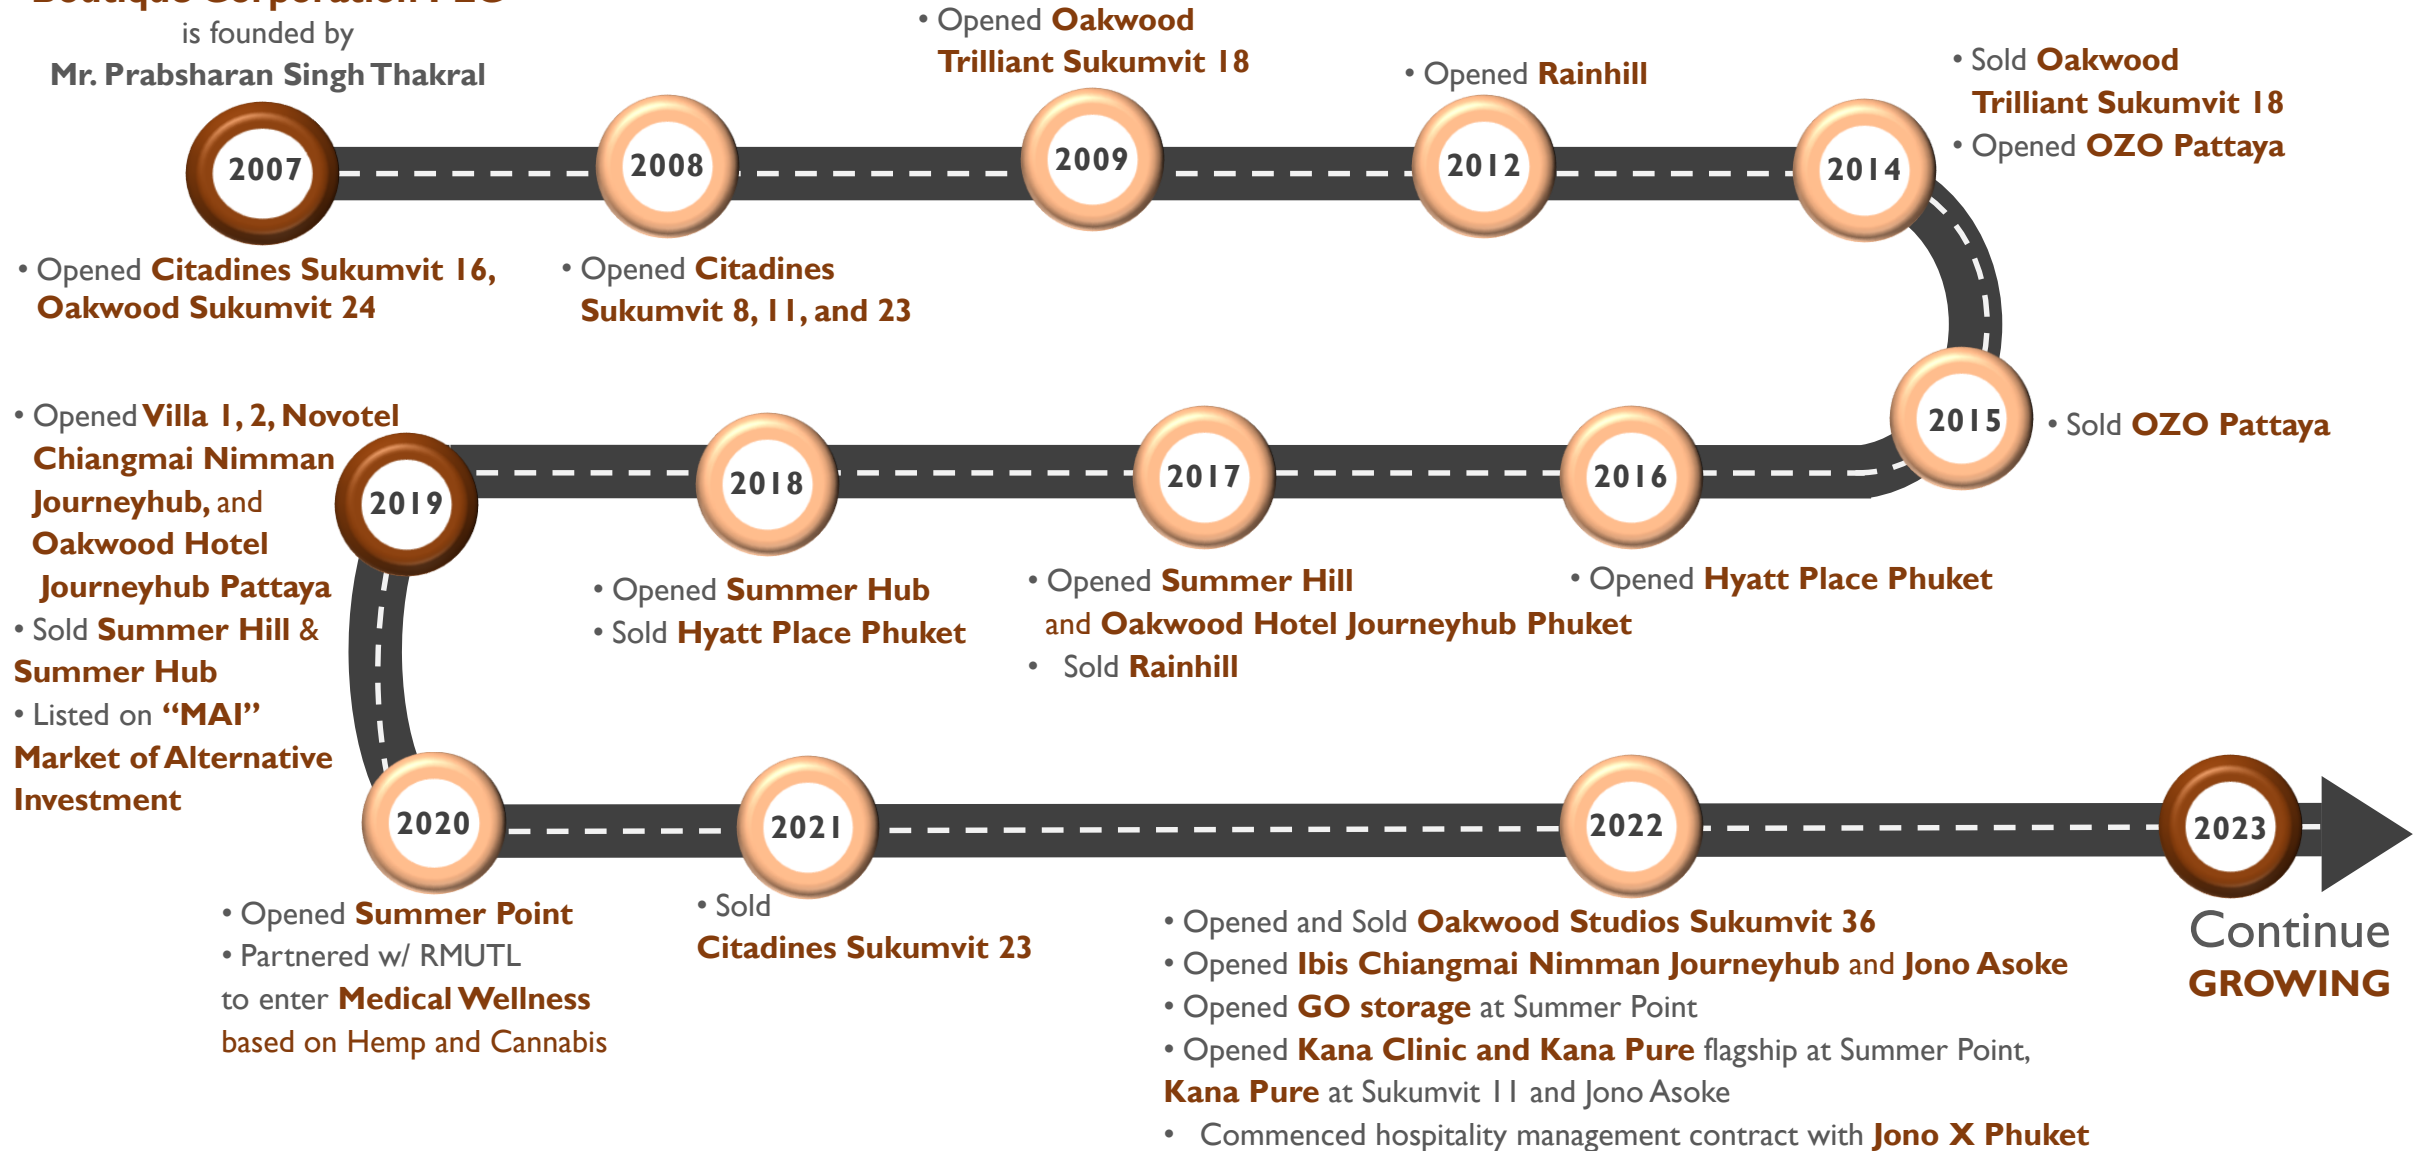 Boutique Corporation PLC
is founded by
Mr. Prabsharan Singh Thakral
2007
• Opened Citadines Sukumvit 16,
Oakwood Sukumvit 24
2008
• Opened Citadines
Sukumvit 8, 11, and 23
• Opened Oakwood
Trilliant Sukumvit 18
2009
• Opened Rainhill
2012
• Sold Oakwood
Trilliant Sukumvit 18
• Opened OZO Pattaya
2014
2015
• Sold OZO Pattaya
2016
• Opened Hyatt Place Phuket
2017
• Opened Summer Hill
and Oakwood Hotel Journeyhub Phuket
• Sold Rainhill
2018
• Opened Summer Hub
• Sold Hyatt Place Phuket
2019
• Opened Villa 1, 2, Novotel
Chiangmai Nimman
Journeyhub, and
Oakwood Hotel
Journeyhub Pattaya
• Sold Summer Hill &
Summer Hub
• Listed on “MAI”
Market of Alternative
Investment
2020
• Opened Summer Point
• Partnered w/ RMUTL
to enter Medical Wellness
based on Hemp and Cannabis
2021
• Sold
Citadines Sukumvit 23
2022
• Opened and Sold Oakwood Studios Sukumvit 36
• Opened Ibis Chiangmai Nimman Journeyhub and Jono Asoke
• Opened GO storage at Summer Point
• Opened Kana Clinic and Kana Pure flagship at Summer Point,
Kana Pure at Sukumvit 11 and Jono Asoke
• Commenced hospitality management contract with Jono X Phuket
2023
Continue
GROWING